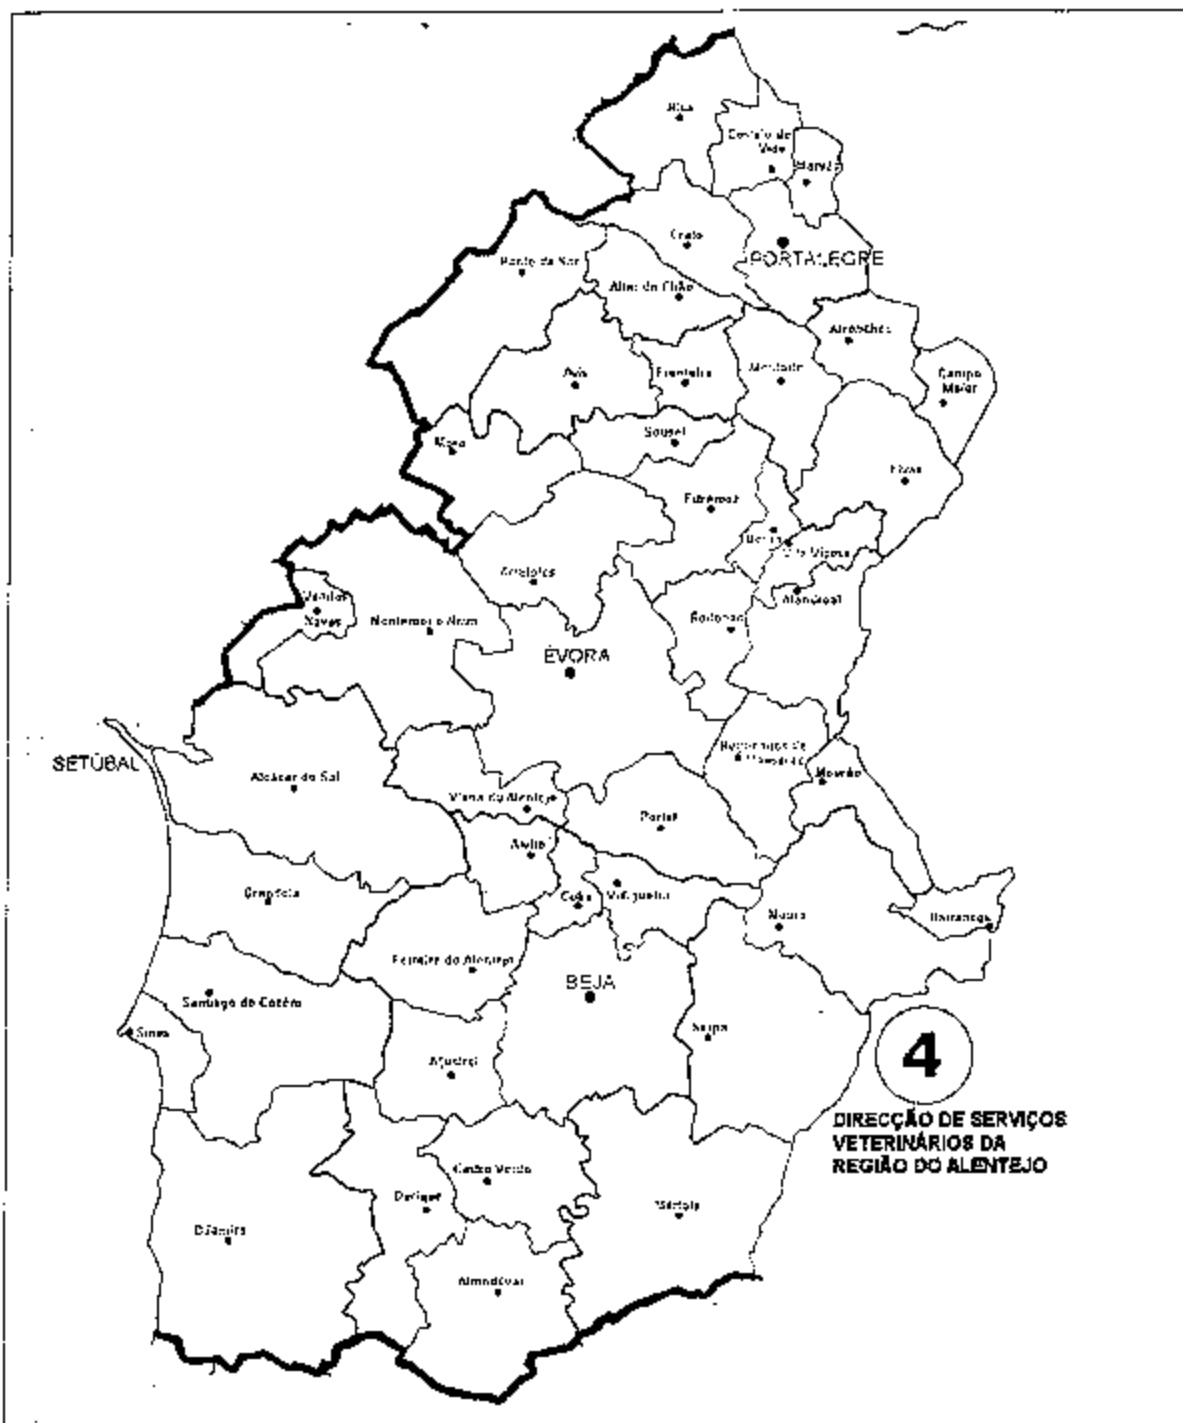 Nisa
Castelo de
Vide
Marvão
Crato
PORTALEGRE
Ponte de Sor
Alter do Chão
Arronches
Avis
Fronteira
Monforte
Campo
Maior
Mora
Sousel
Elvas
Estremoz
Borba
Vila Viçosa
Arraiolos
Alandroal
Vendas
Novas
Montemor o Novo
Redondo
ÉVORA
Reguengos de
Monsaraz
Mourão
SETÚBAL
Alcácer do Sal
Viana do Alentejo
Portel
Alvito
Grandola
Cuba
Vidigueira
Moura
Barrancos
Ferreira do Alentejo
BEJA
Santiago do Cacém
Sines
Serpa
Aljustrel
4
DIRECÇÃO DE SERVIÇOS
VETERINÁRIOS DA
REGIÃO DO ALENTEJO
Castro Verde
Ourique
Mértola
Odemira
Almodôvar